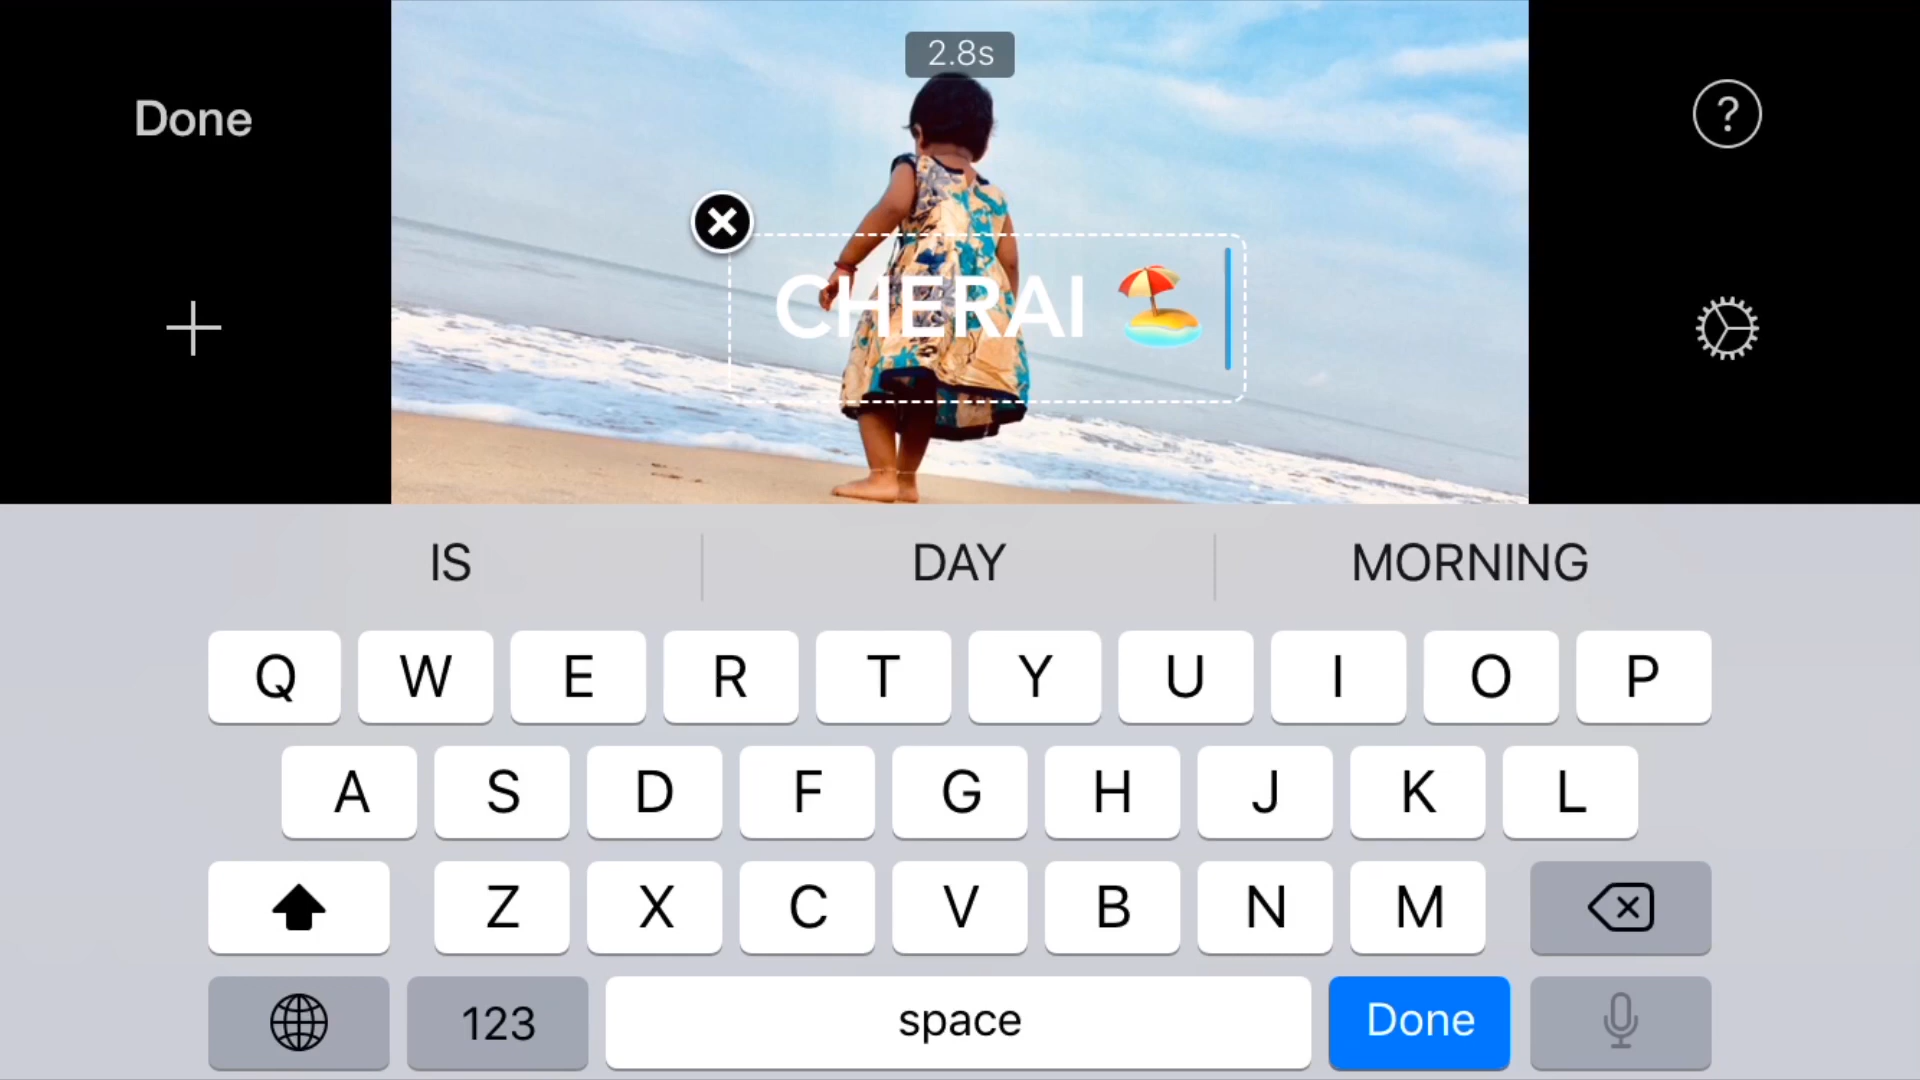 2.8s
Done
?
CHERAI 🏖️
IS DAY MORNING
Q W E R T Y U I O P
A S D F G H J K L
Z X C V B N M
123 space Done